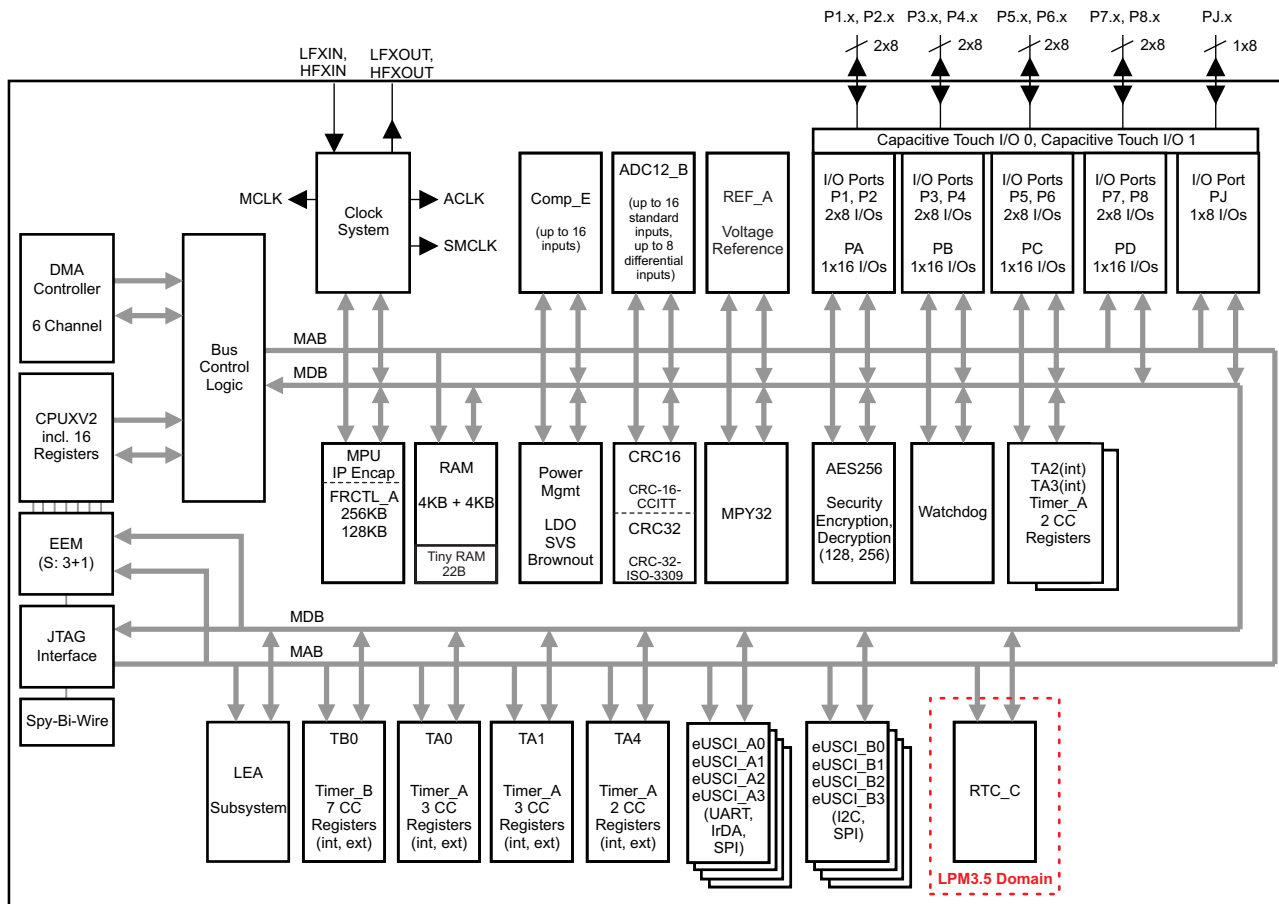 P1.x, P2.x
P3.x, P4.x
P5.x, P6.x
P7.x, P8.x
PJ.x
2x8
2x8
2x8
2x8
1x8
LFXIN,
HFXIN
LFXOUT,
HFXOUT
Capacitive Touch I/O 0, Capacitive Touch I/O 1
MCLK
Clock
System
ACLK
SMCLK
Comp_E
(up to 16
inputs)
ADC12_B
(up to 16
standard
inputs,
up to 8
differential
inputs)
REF_A
Voltage
Reference
I/O Ports
P1, P2
2x8 I/Os
PA
1x16 I/Os
I/O Ports
P3, P4
2x8 I/Os
PB
1x16 I/Os
I/O Ports
P5, P6
2x8 I/Os
PC
1x16 I/Os
I/O Ports
P7, P8
2x8 I/Os
PD
1x16 I/Os
I/O Port
PJ
1x8 I/Os
DMA
Controller
6 Channel
Bus
Control
Logic
MAB
MDB
CPUXV2
incl. 16
Registers
MPU
IP Encap
FRCTL_A
256KB
128KB
RAM
4KB + 4KB
Tiny RAM
22B
Power
Mgmt
LDO
SVS
Brownout
CRC16
CRC-16-
CCITT
CRC32
CRC-32-
ISO-3309
MPY32
AES256
Security
Encryption,
Decryption
(128, 256)
Watchdog
TA2(int)
TA3(int)
Timer_A
2 CC
Registers
EEM
(S: 3+1)
MDB
JTAG
Interface
MAB
Spy-Bi-Wire
LEA
Subsystem
TB0
Timer_B
7 CC
Registers
(int, ext)
TA0
Timer_A
3 CC
Registers
(int, ext)
TA1
Timer_A
3 CC
Registers
(int, ext)
TA4
Timer_A
2 CC
Registers
(int, ext)
eUSCI_A0
eUSCI_A1
eUSCI_A2
eUSCI_A3
(UART,
IrDA,
SPI)
eUSCI_B0
eUSCI_B1
eUSCI_B2
eUSCI_B3
(I2C,
SPI)
RTC_C
LPM3.5 Domain